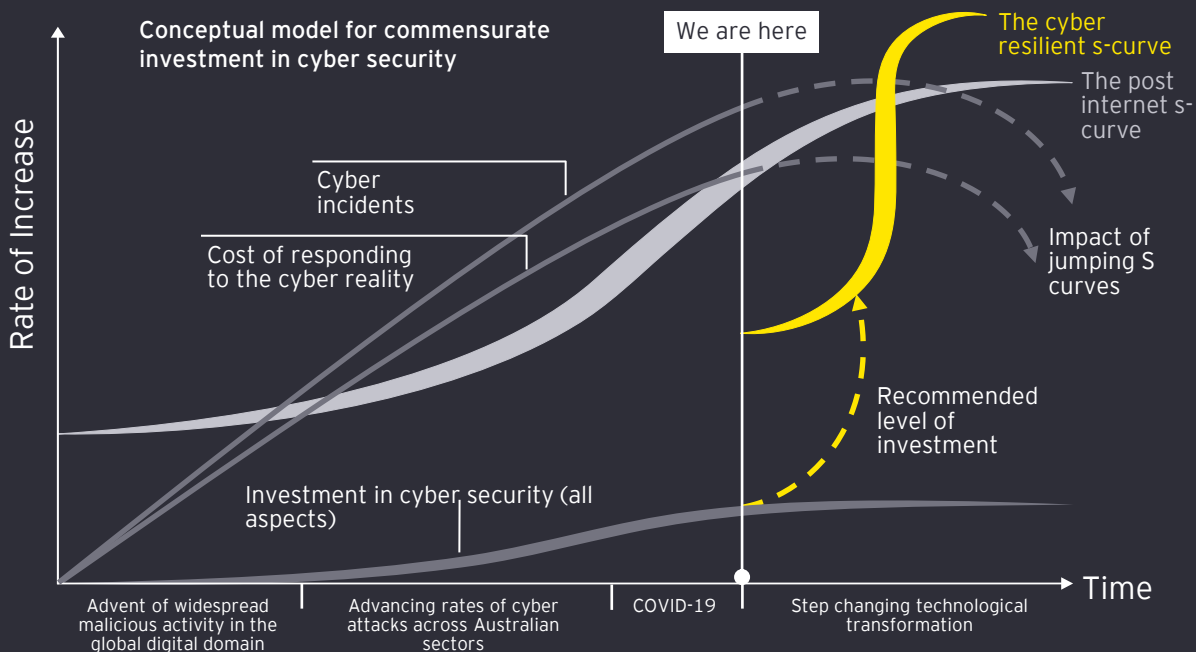 Conceptual model for commensurate
investment in cyber security
We are here
The cyber
resilient s-curve
The post
internet s-
curve
Rate of Increase
Cyber
incidents
Cost of responding
to the cyber reality
Impact of
jumping S
curves
Recommended
level of
investment
Investment in cyber security (all
aspects)
Time
Advent of widespread
malicious activity in the
global digital domain
Advancing rates of cyber
attacks across Australian
sectors
COVID-19
Step changing technological
transformation